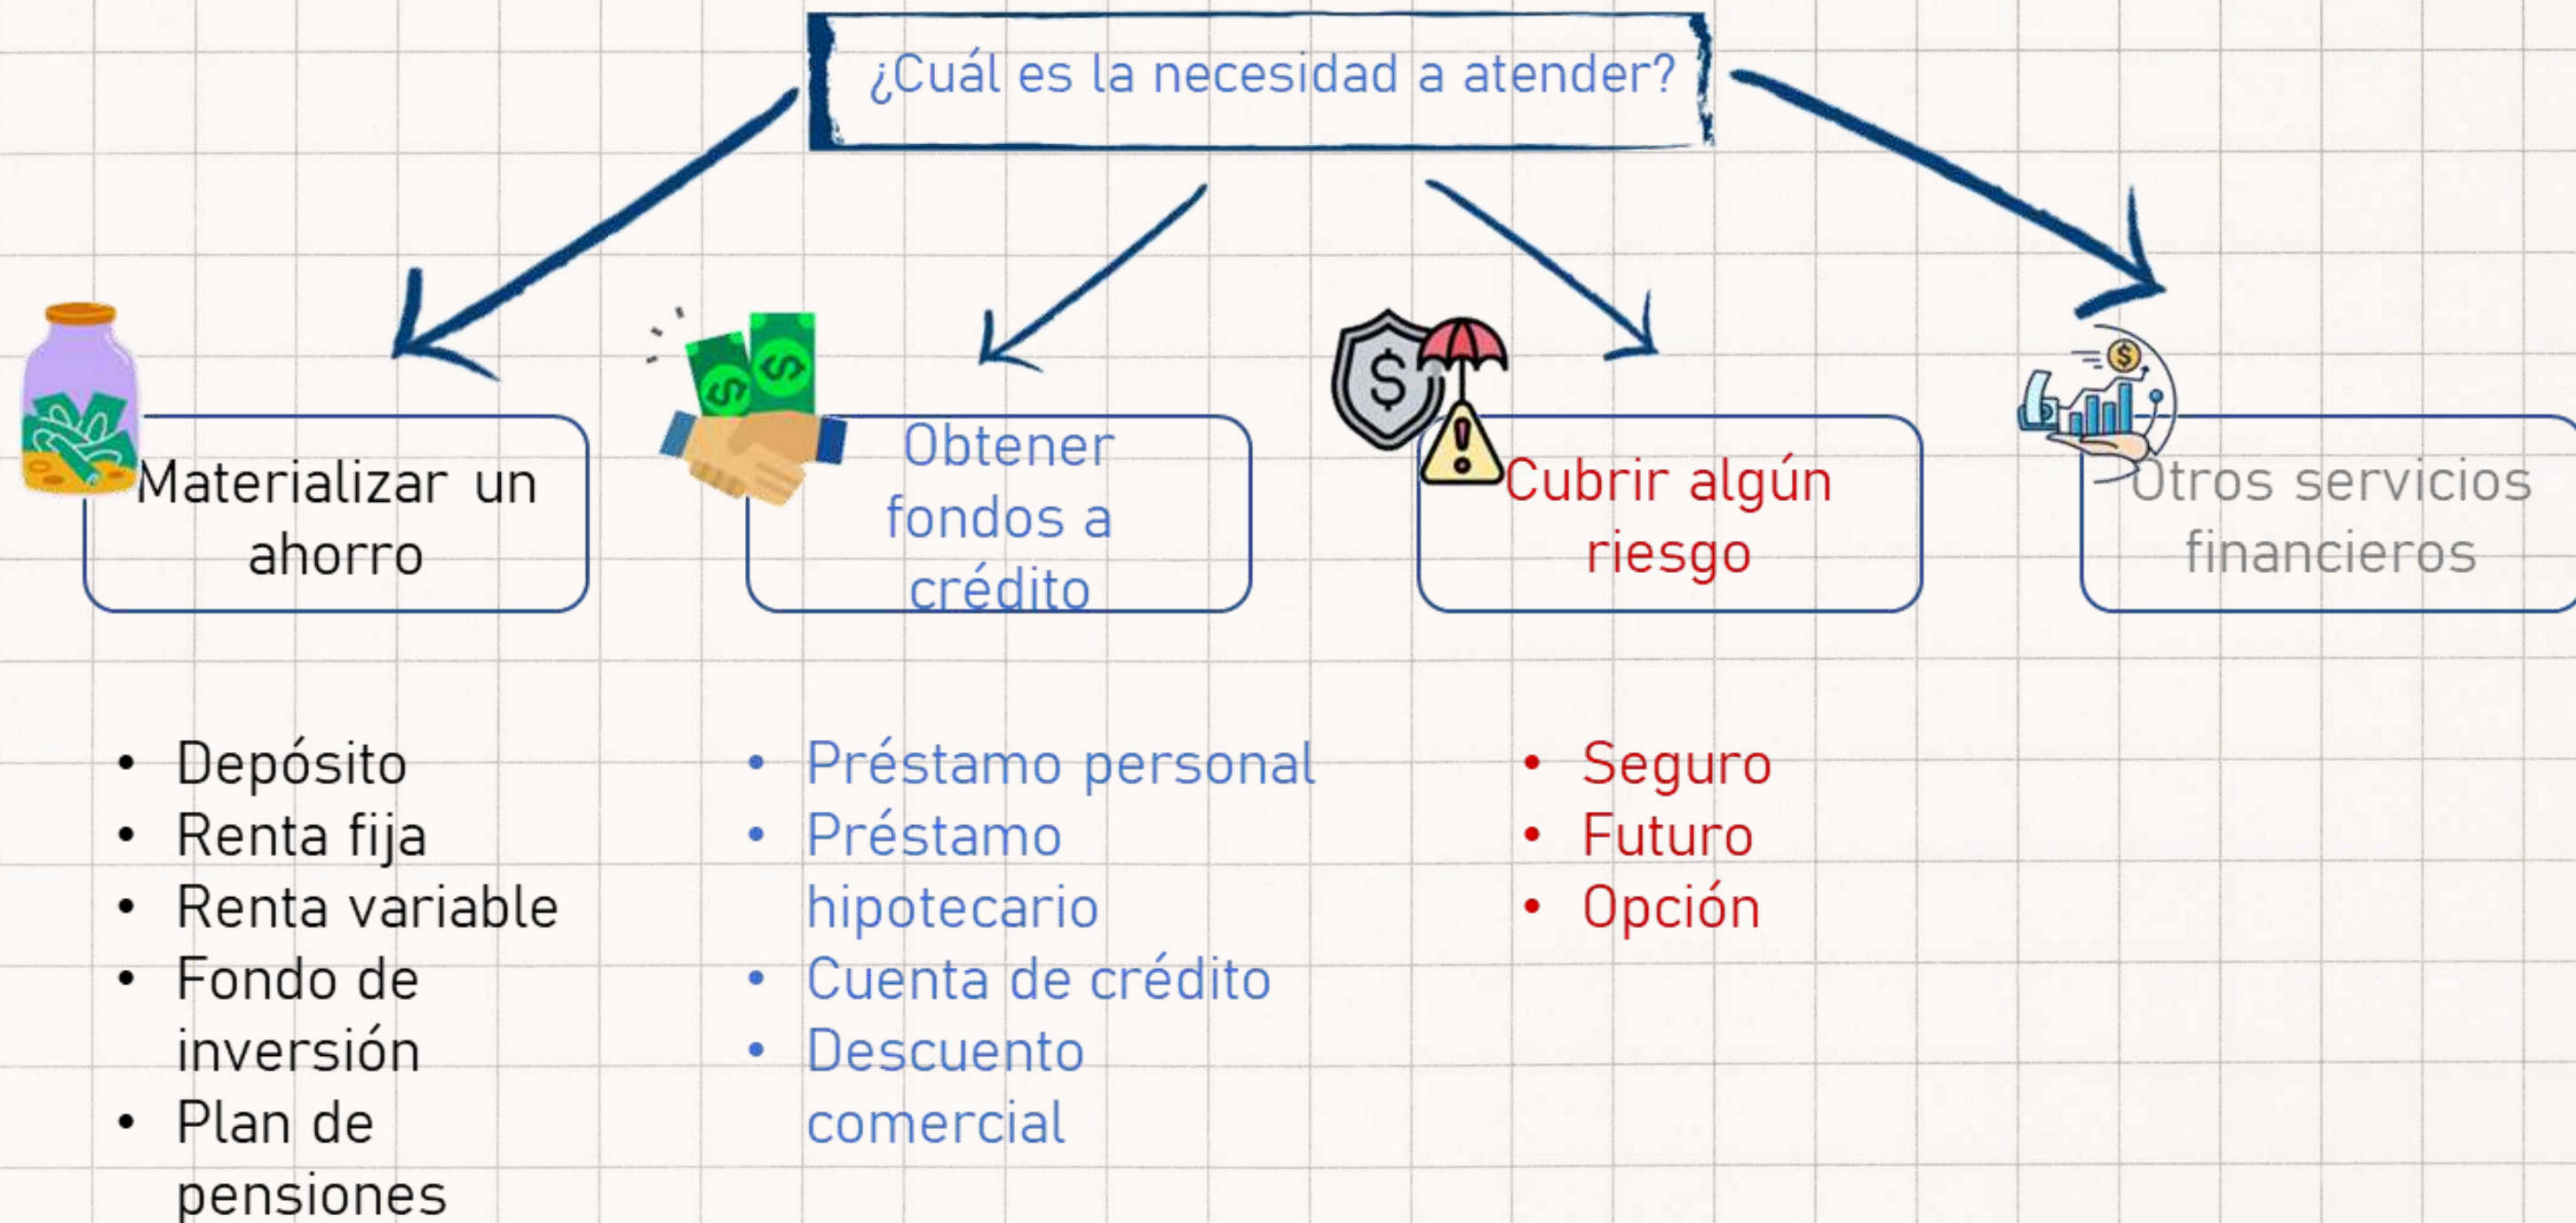 ¿Cuál es la necesidad a atender?
Materializar un
ahorro
Obtener
fondos a
crédito
Cubrir algún
riesgo
Otros servicios
financieros
• Depósito
• Renta fija
• Renta variable
• Fondo de
inversión
• Plan de
pensiones
• Préstamo personal
• Préstamo
hipotecario
• Cuenta de crédito
• Descuento
comercial
• Seguro
• Futuro
• Opción